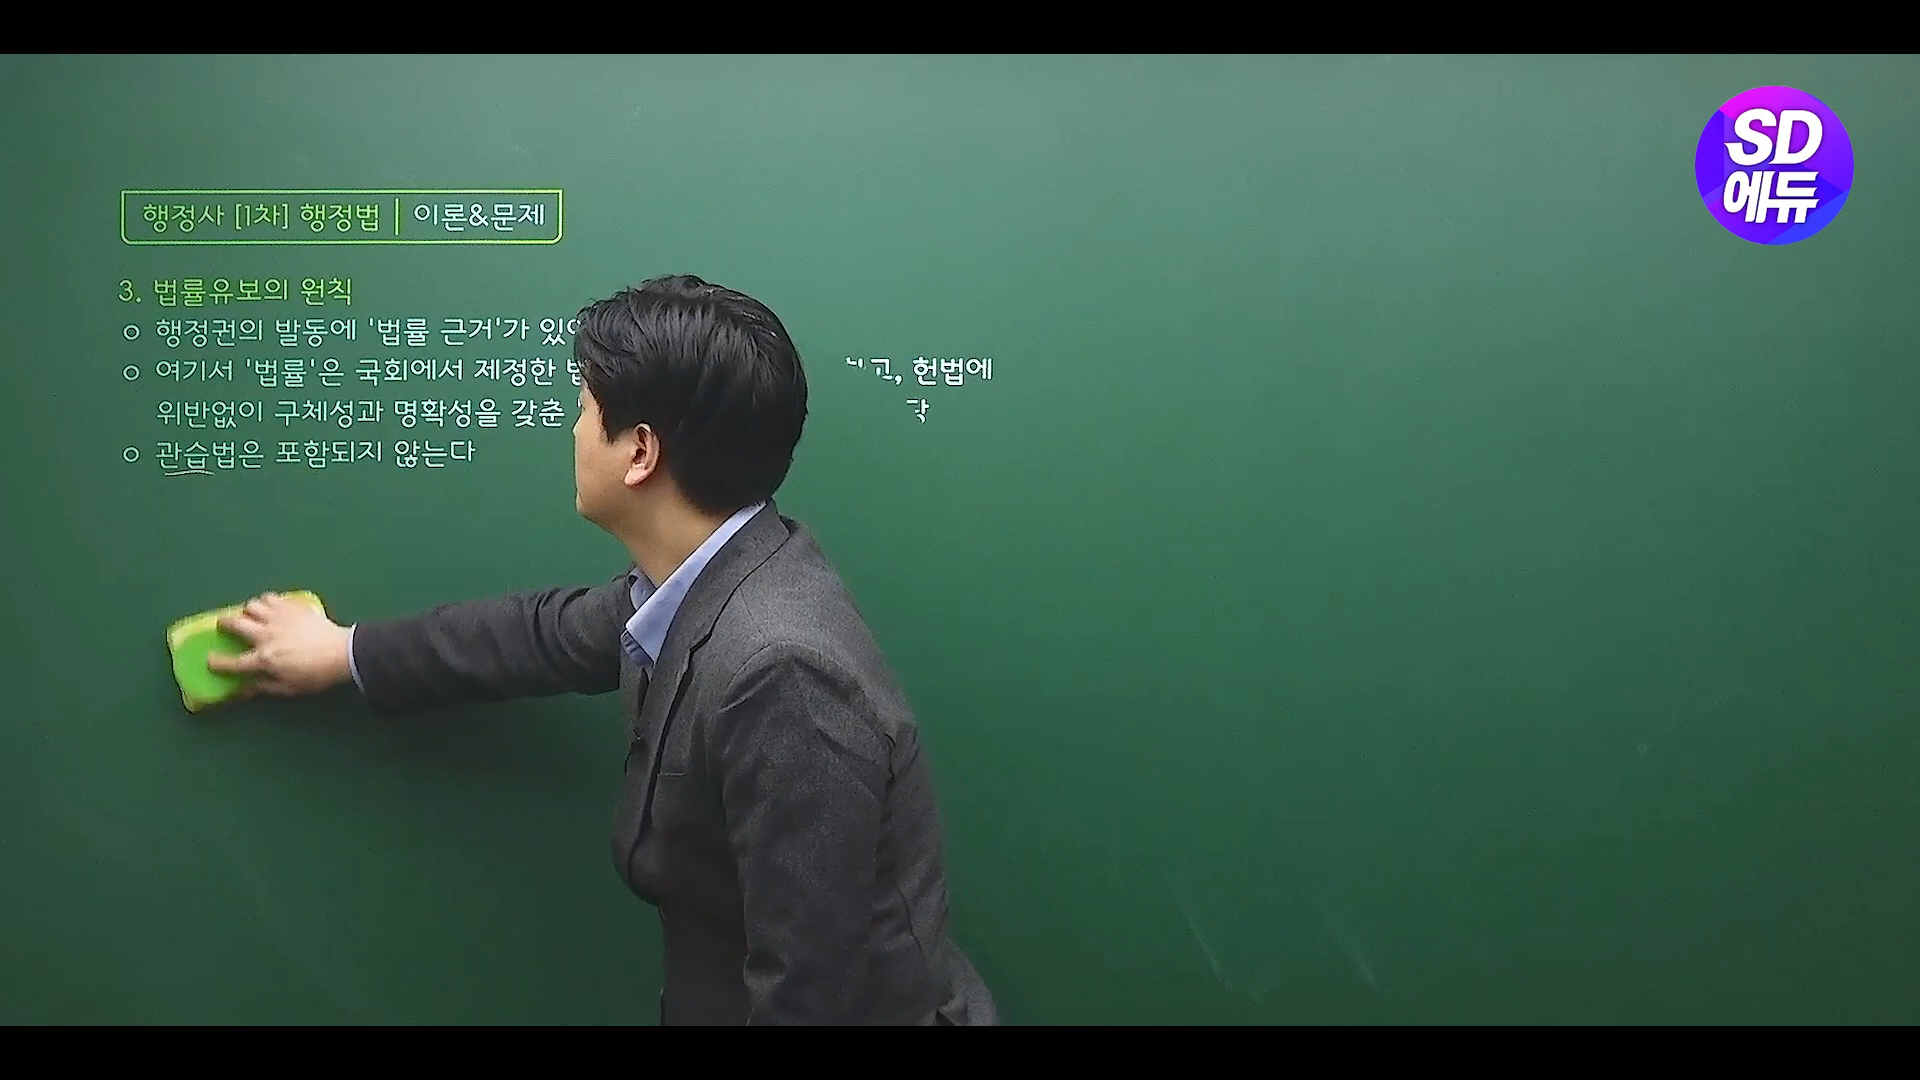 SD
에듀
행정사 [1차] 행정법 | 이론&문제
3. 법률유보의 원칙
○ 행정권의 발동에 '법률 근거'가
○ 여기서 '법률'은 국회에서 제정한 헌법에
위반없이 구체성과 명확성을 갖춘
○ 관습법은 포함되지 않는다